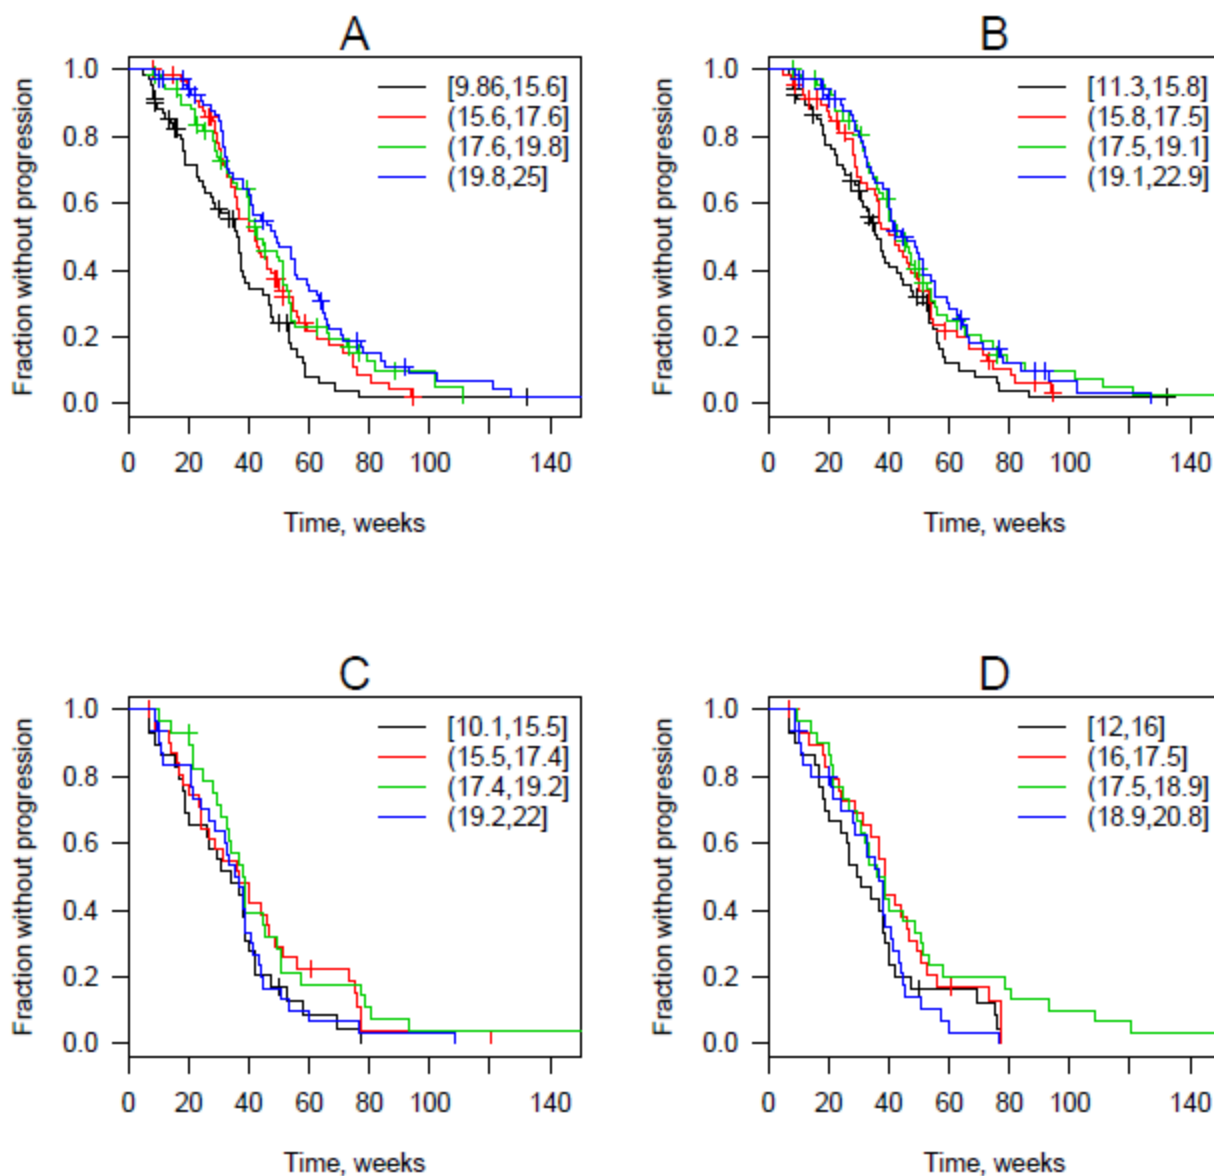 A
Fraction without progression
1.0
0.8
0.6
0.4
0.2
0.0
[9.86,15.6]
(15.6,17.6]
(17.6,19.8]
(19.8,25]
0 20 40 60 80 100 140
Time, weeks
B
Fraction without progression
1.0
0.8
0.6
0.4
0.2
0.0
[11.3,15.8]
(15.8,17.5]
(17.5,19.1]
(19.1,22.9]
0 20 40 60 80 100 140
Time, weeks
C
Fraction without progression
1.0
0.8
0.6
0.4
0.2
0.0
[10.1,15.5]
(15.5,17.4]
(17.4,19.2]
(19.2,22]
0 20 40 60 80 100 140
Time, weeks
D
Fraction without progression
1.0
0.8
0.6
0.4
0.2
0.0
[12,16]
(16,17.5]
(17.5,18.9]
(18.9,20.8]
0 20 40 60 80 100 140
Time, weeks